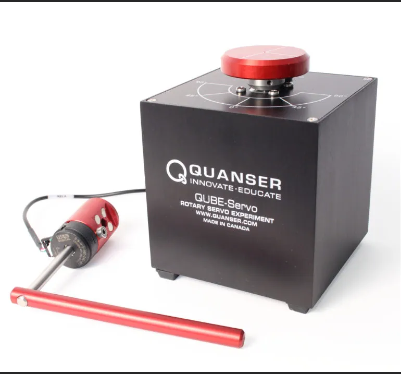 QUANSER
INNOVATE·EDUCATE
QUBE-Servo
ROTARY SERVO EXPERIMENT
WWW.QUANSER.COM
MADE IN CANADA